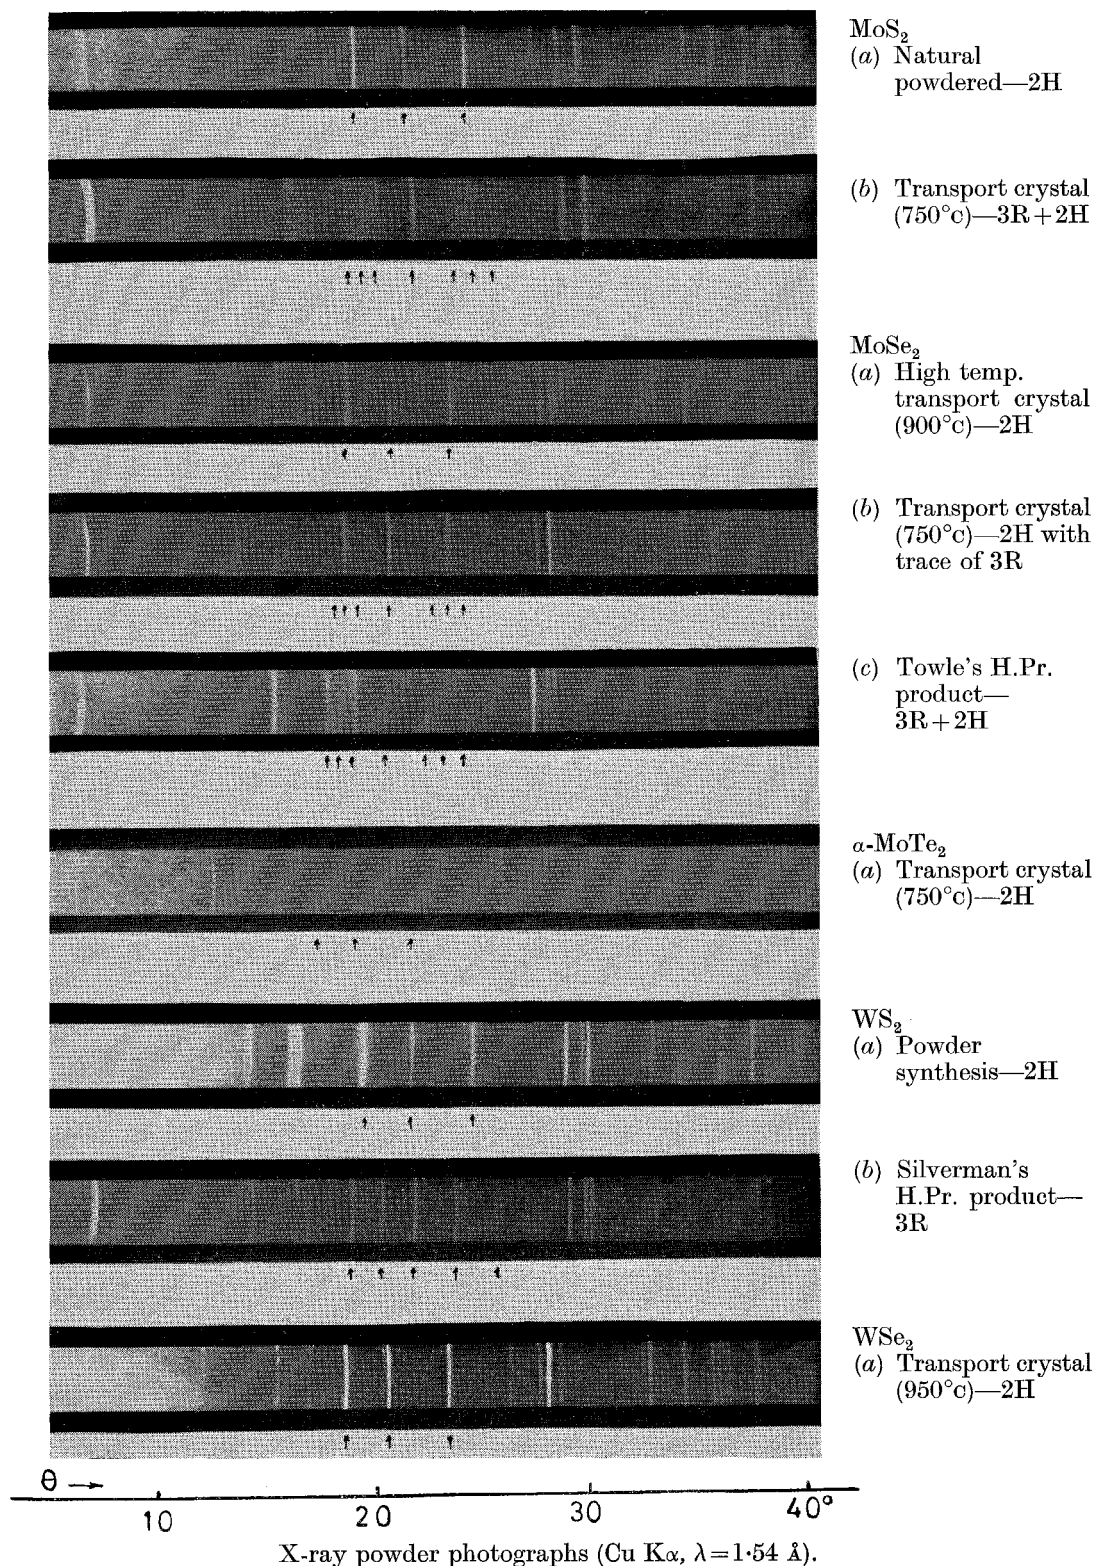 MoS₂
(a) Natural
powdered—2H
(b) Transport crystal
(750°c)—3R+2H
MoSe₂
(a) High temp.
transport crystal
(900°c)—2H
(b) Transport crystal
(750°c)—2H with
trace of 3R
(c) Towle's H.Pr.
product—
3R+2H
α-MoTe₂
(a) Transport crystal
(750°c)—2H
WS₂
(a) Powder
synthesis—2H
(b) Silverman's
H.Pr. product—
3R
WSe₂
(a) Transport crystal
(950°c)—2H
θ →
10 20 30 40°
X-ray powder photographs (Cu Kα, λ=1·54 Å).